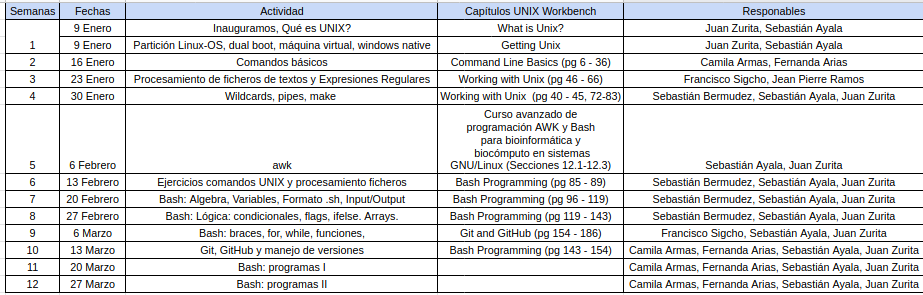 Semanas Fechas Actividad Capítulos UNIX Workbench Responables
9 Enero Inauguramos, Qué es UNIX? What is Unix? Juan Zurita, Sebastián Ayala
1 9 Enero Partición Linux-OS, dual boot, máquina virtual, windows native Getting Unix Juan Zurita, Sebastián Ayala
2 16 Enero Comandos básicos Command Line Basics (pg 6 - 36) Camila Armas, Fernanda Arias
3 23 Enero Procesamiento de ficheros de textos y Expresiones Regulares Working with Unix (pg 46 - 66) Francisco Sigcho, Jean Pierre Ramos
4 30 Enero Wildcards, pipes, make Working with Unix (pg 40 - 45, 72-83) Sebastián Bermudez, Sebastián Ayala, Juan Zurita
Curso avanzado de
programación AWK y Bash
para bioinformática y
biocómputo en sistemas
5 6 Febrero awk GNU/Linux (Secciones 12.1-12.3) Sebastián Ayala, Juan Zurita
6 13 Febrero Ejercicios comandos UNIX y procesamiento ficheros Bash Programming (pg 85 - 89) Sebastián Bermudez, Sebastián Ayala, Juan Zurita
7 20 Febrero Bash: Algebra, Variables, Formato .sh, Input/Output Bash Programming (pg 96 - 119) Sebastián Bermudez, Sebastián Ayala, Juan Zurita
8 27 Febrero Bash: Lógica: condicionales, flags, ifelse. Arrays. Bash Programming (pg 119 - 143) Sebastián Bermudez, Sebastián Ayala, Juan Zurita
9 6 Marzo Bash: braces, for, while, funciones, Git and GitHub (pg 154 - 186) Francisco Sigcho, Sebastián Ayala, Juan Zurita
10 13 Marzo Git, GitHub y manejo de versiones Bash Programming (pg 143 - 154) Camila Armas, Fernanda Arias, Sebastián Ayala, Juan Zurita
11 20 Marzo Bash: programas I Camila Armas, Fernanda Arias, Sebastián Ayala, Juan Zurita
12 27 Marzo Bash: programas II Camila Armas, Fernanda Arias, Sebastián Ayala, Juan Zurita